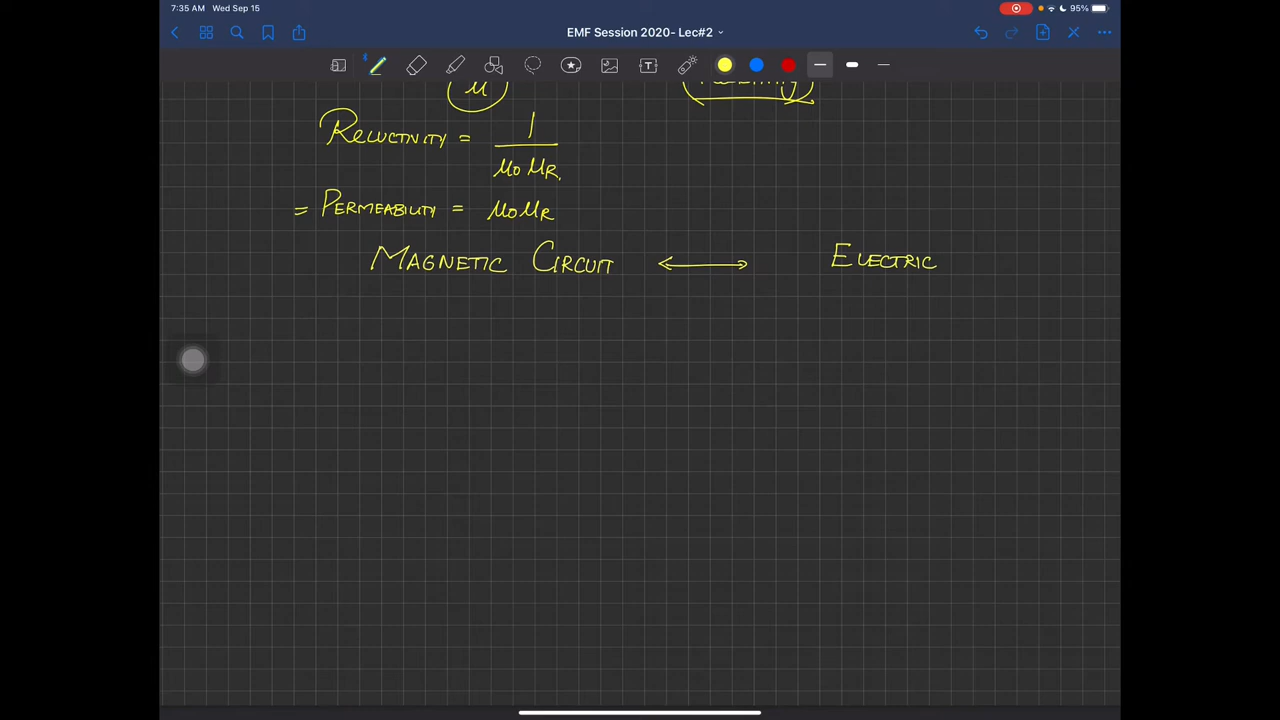 7:35 AM Wed Sep 15
95%
EMF Session 2020- Lec#2
T
μ
RELUCTIVITY = 1 / μ0 μR.
= PERMEABILITY = μ0 μR
MAGNETIC CIRCUIT ⟷ ELECTRIC